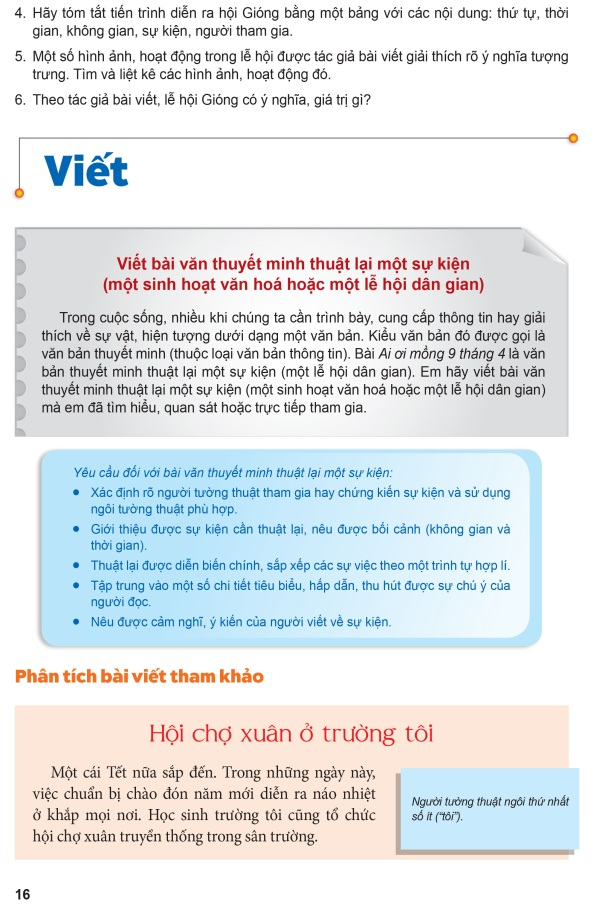 4. Hãy tóm tắt tiến trình diễn ra hội Gióng bằng một bảng với các nội dung: thứ tự, thời
gian, không gian, sự kiện, người tham gia.
5. Một số hình ảnh, hoạt động trong lễ hội được tác giả bài viết giải thích rõ ý nghĩa tượng
trưng. Tìm và liệt kê các hình ảnh, hoạt động đó.
6. Theo tác giả bài viết, lễ hội Gióng có ý nghĩa, giá trị gì?
Viết
Viết bài văn thuyết minh thuật lại một sự kiện
(một sinh hoạt văn hoá hoặc một lễ hội dân gian)
Trong cuộc sống, nhiều khi chúng ta cần trình bày, cung cấp thông tin hay giải
thích về sự vật, hiện tượng dưới dạng một văn bản. Kiểu văn bản đó được gọi là
văn bản thuyết minh (thuộc loại văn bản thông tin). Bài Ai ơi mồng 9 tháng 4 là văn
bản thuyết minh thuật lại một sự kiện (một lễ hội dân gian). Em hãy viết bài văn
thuyết minh thuật lại một sự kiện (một sinh hoạt văn hoá hoặc một lễ hội dân gian)
mà em đã tìm hiểu, quan sát hoặc trực tiếp tham gia.
Yêu cầu đối với bài văn thuyết minh thuật lại một sự kiện:
• Xác định rõ người tường thuật tham gia hay chứng kiến sự kiện và sử dụng
ngôi tường thuật phù hợp.
• Giới thiệu được sự kiện cần thuật lại, nêu được bối cảnh (không gian và
thời gian).
• Thuật lại được diễn biến chính, sắp xếp các sự việc theo một trình tự hợp lí.
• Tập trung vào một số chi tiết tiêu biểu, hấp dẫn, thu hút được sự chú ý của
người đọc.
• Nêu được cảm nghĩ, ý kiến của người viết về sự kiện.
Phân tích bài viết tham khảo
Hội chợ xuân ở trường tôi
Một cái Tết nữa sắp đến. Trong những ngày này,
việc chuẩn bị chào đón năm mới diễn ra náo nhiệt
ở khắp mọi nơi. Học sinh trường tôi cũng tổ chức
hội chợ xuân truyền thống trong sân trường.
Người tường thuật ngôi thứ nhất
số ít ("tôi").
16